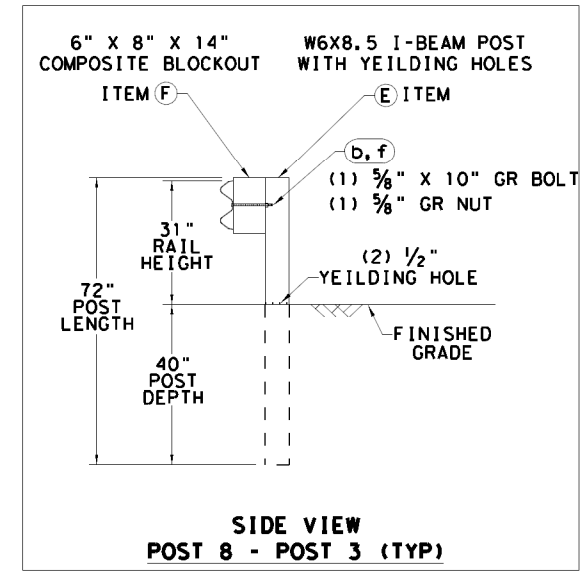 6" X 8" X 14"
COMPOSITE BLOCKOUT
ITEM F
W6X8.5 I-BEAM POST
WITH YEILDING HOLES
E ITEM
b, f
(1) ⅝" X 10" GR BOLT
(1) ⅝" GR NUT
31"
RAIL
HEIGHT
(2) ½"
YEILDING HOLE
72"
POST
LENGTH
FINISHED
GRADE
40"
POST
DEPTH
SIDE VIEW
POST 8 - POST 3 (TYP)